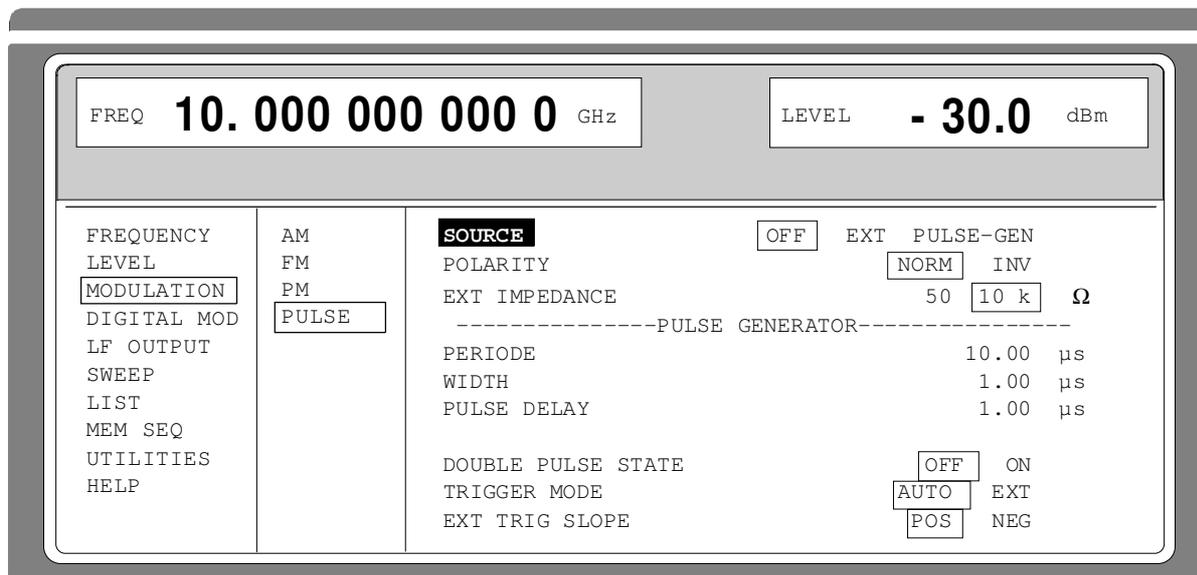 FREQ 10. 000 000 000 0 GHz LEVEL - 30.0 dBm
FREQUENCY
LEVEL
MODULATION
DIGITAL MOD
LF OUTPUT
SWEEP
LIST
MEM SEQ
UTILITIES
HELP
AM
FM
PM
PULSE
SOURCE OFF EXT PULSE-GEN
POLARITY NORM INV
EXT IMPEDANCE 50 10 k Ω
---------------PULSE GENERATOR----------------
PERIODE 10.00 µs
WIDTH 1.00 µs
PULSE DELAY 1.00 µs
DOUBLE PULSE STATE OFF ON
TRIGGER MODE AUTO EXT
EXT TRIG SLOPE POS NEG